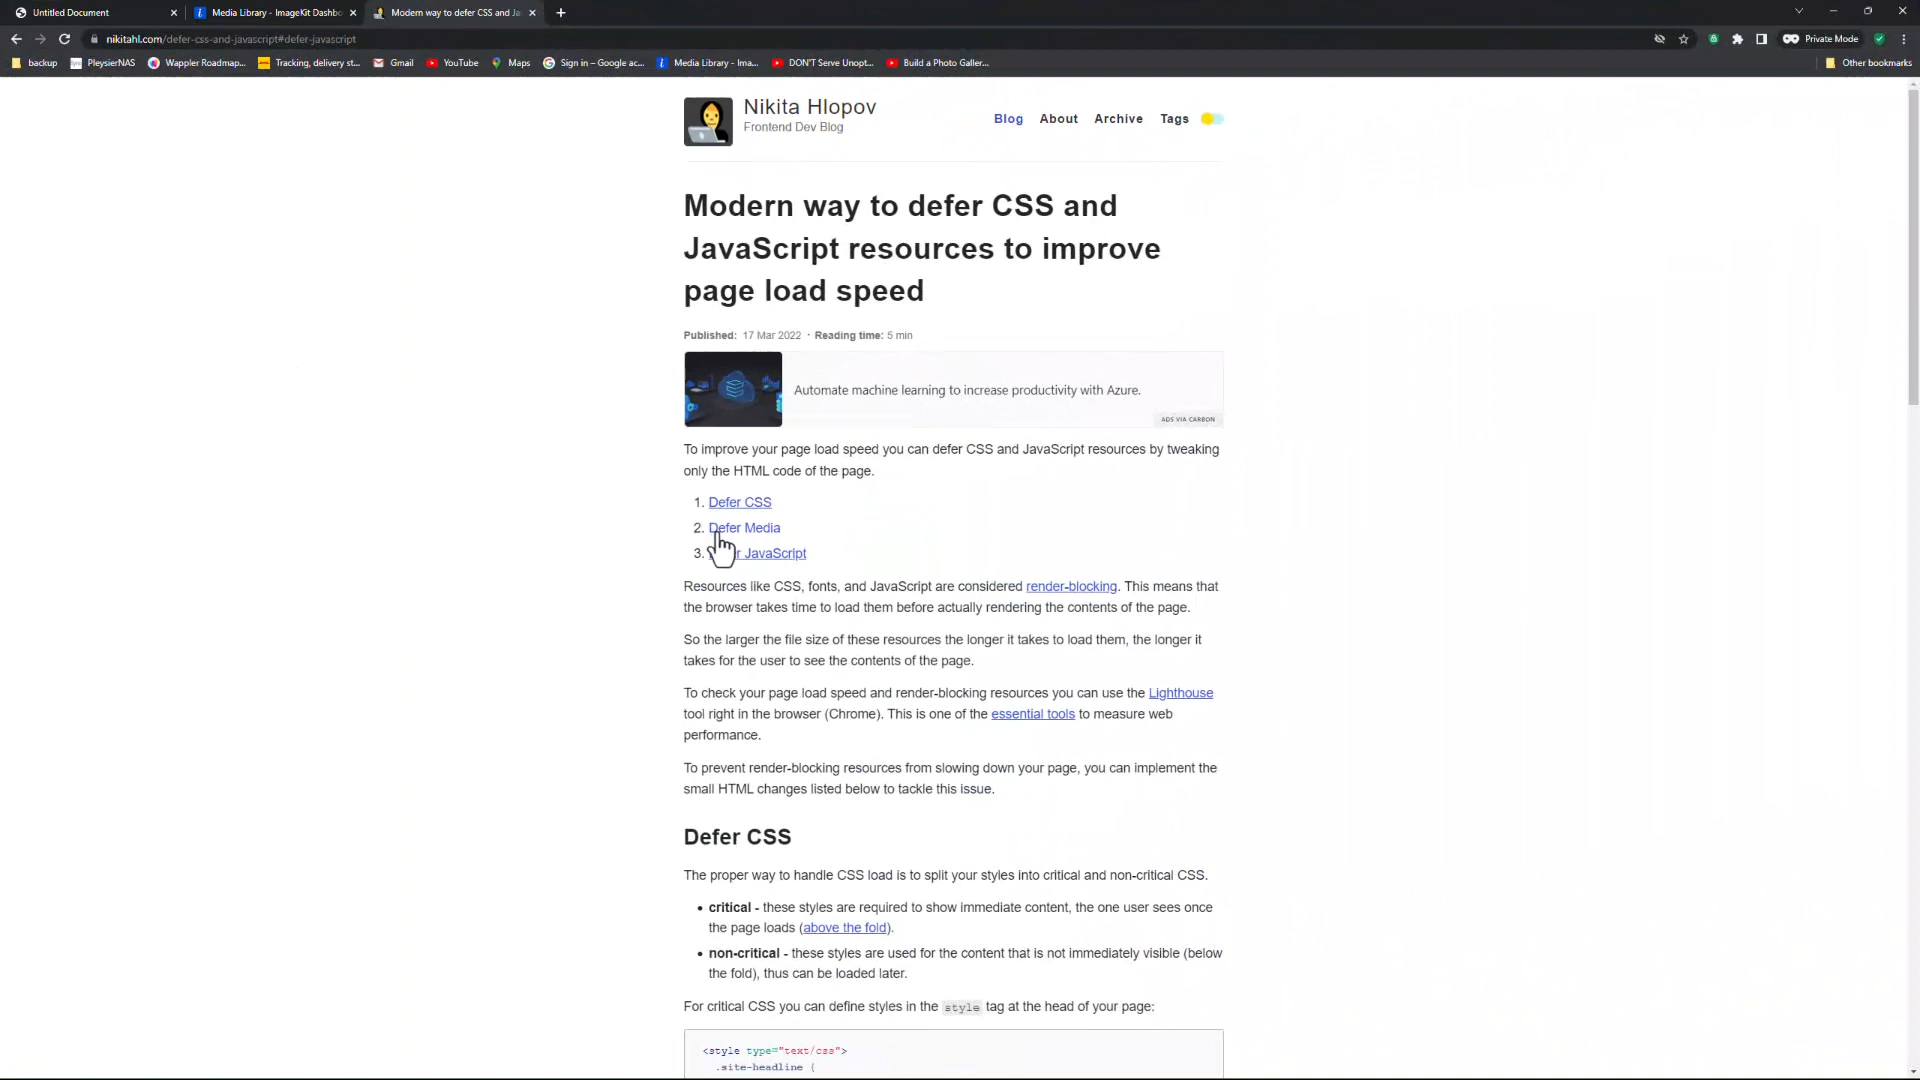 Untitled Document
Media Library - ImageKit Dashbo
Modern way to defer CSS and Ja
nikitahl.com/defer-css-and-javascript#defer-javascript
Private Mode
backup
PleysierNAS
Wappler Roadmap...
Tracking, delivery st...
Gmail
YouTube
Maps
Sign in – Google ac...
Media Library - Ima...
DON'T Serve Unopt...
Build a Photo Galler...
Other bookmarks
Nikita Hlopov
Frontend Dev Blog
Blog About Archive Tags
Modern way to defer CSS and
JavaScript resources to improve
page load speed
Published: 17 Mar 2022 · Reading time: 5 min
Automate machine learning to increase productivity with Azure.
ADS VIA CARBON
To improve your page load speed you can defer CSS and JavaScript resources by tweaking
only the HTML code of the page.
1. Defer CSS
2. Defer Media
3. JavaScript
Resources like CSS, fonts, and JavaScript are considered render-blocking. This means that
the browser takes time to load them before actually rendering the contents of the page.
So the larger the file size of these resources the longer it takes to load them, the longer it
takes for the user to see the contents of the page.
To check your page load speed and render-blocking resources you can use the Lighthouse
tool right in the browser (Chrome). This is one of the essential tools to measure web
performance.
To prevent render-blocking resources from slowing down your page, you can implement the
small HTML changes listed below to tackle this issue.
Defer CSS
The proper way to handle CSS load is to split your styles into critical and non-critical CSS.
• critical - these styles are required to show immediate content, the one user sees once
the page loads (above the fold).
• non-critical - these styles are used for the content that is not immediately visible (below
the fold), thus can be loaded later.
For critical CSS you can define styles in the style tag at the head of your page:
<style type="text/css">
.site-headline {